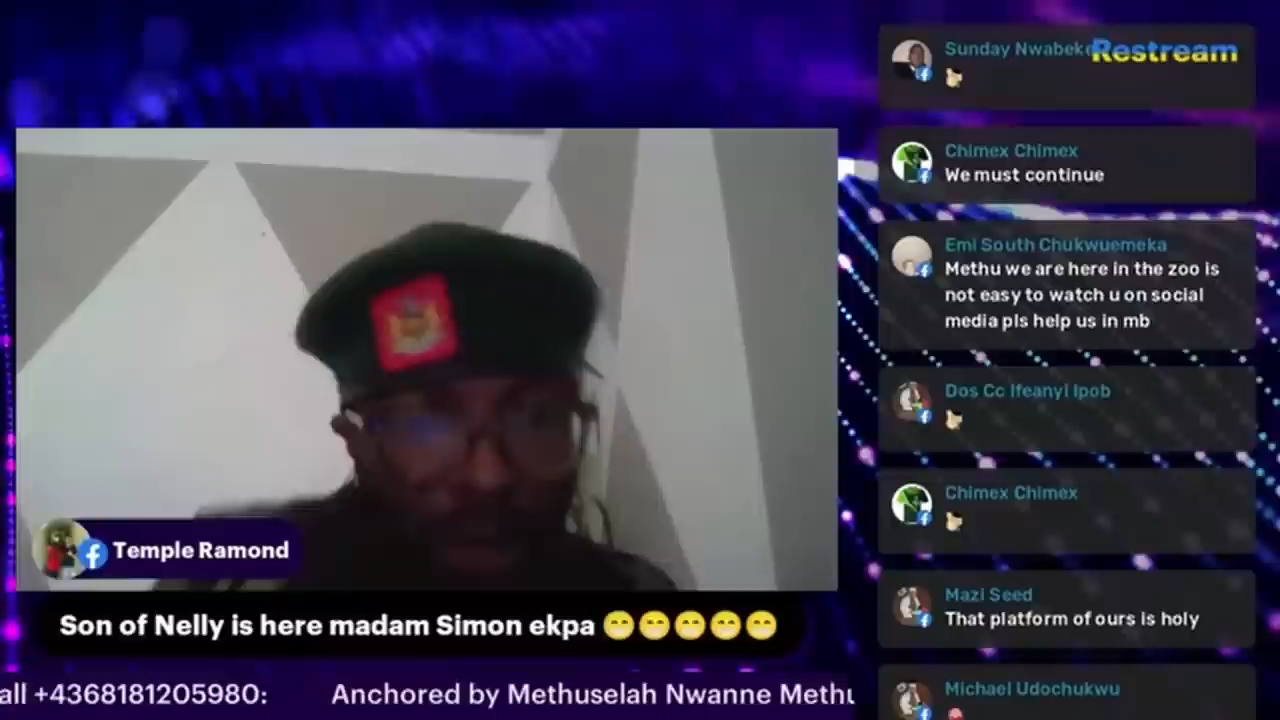 Sunday Nwabeke
Restream
Chimex Chimex
We must continue
Emi South Chukwuemeka
Methu we are here in the zoo is
not easy to watch u on social
media pls help us in mb
Dos Cc Ifeanyi Ipob
Chimex Chimex
Mazi Seed
That platform of ours is holy
Michael Udochukwu
Temple Ramond
Son of Nelly is here madam Simon ekpa 😁😁😁😁😁
all +4368181205980: Anchored by Methuselah Nwanne Methu